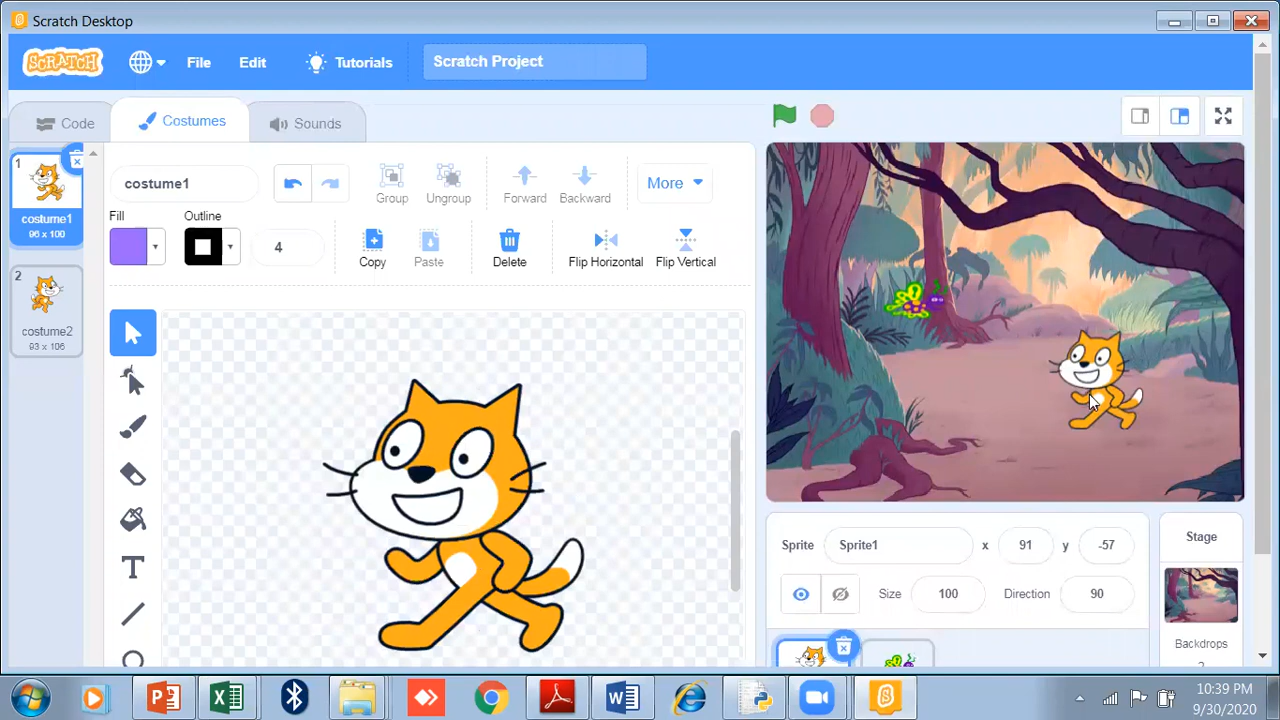 Scratch Desktop
SCRATCH
File
Edit
Tutorials
Scratch Project
Code
Costumes
Sounds
1
costume1
96 x 100
2
costume2
93 x 106
costume1
Group
Ungroup
Forward
Backward
More
Fill
Outline
4
Copy
Paste
Delete
Flip Horizontal
Flip Vertical
T
Sprite
Sprite1
x
91
y
-57
Size
100
Direction
90
Stage
Backdrops
10:39 PM
9/30/2020